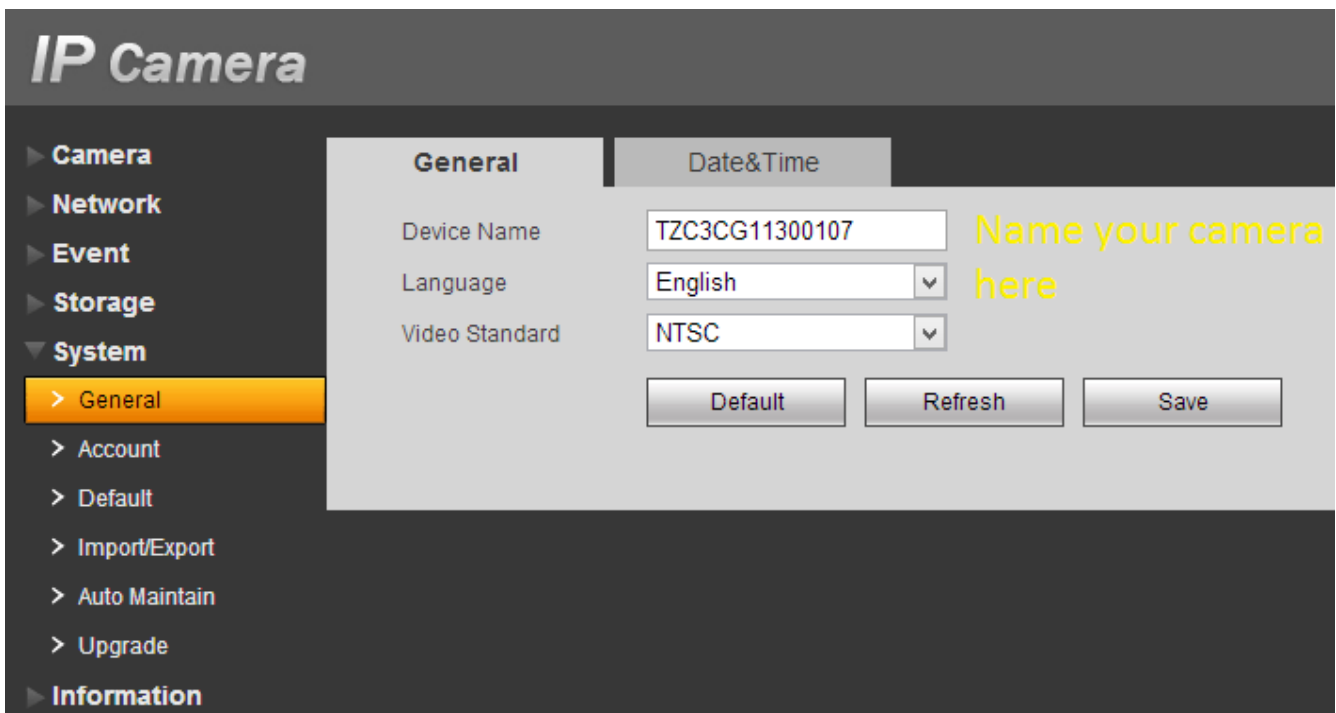 IP Camera
Camera
Network
Event
Storage
System
General
Account
Default
Import/Export
Auto Maintain
Upgrade
Information
General Date&Time
Device Name TZC3CG11300107
Language English
Video Standard NTSC
Default Refresh Save
Name your camera
here